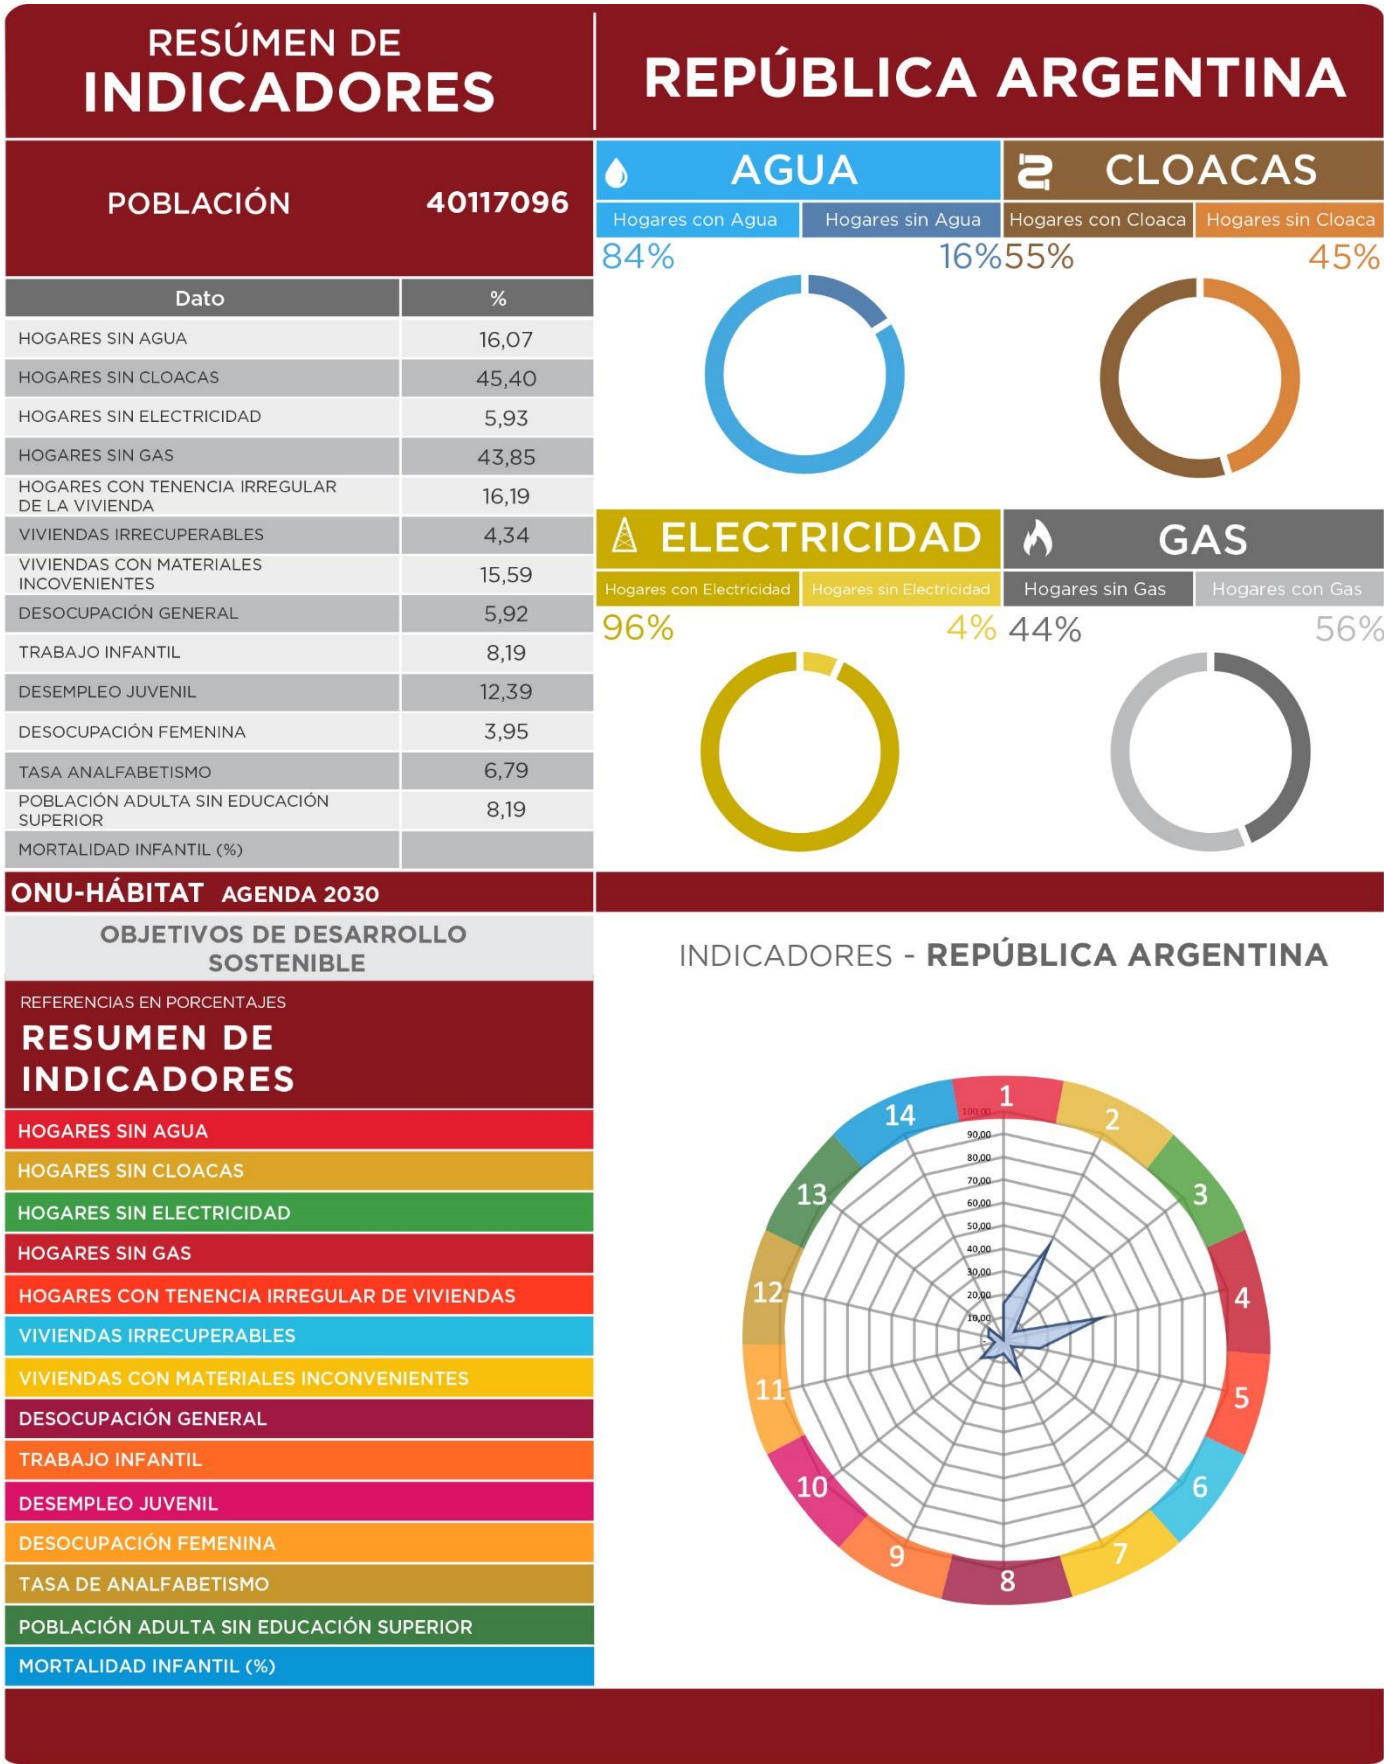 RESÚMEN DE
INDICADORES
REPÚBLICA ARGENTINA
POBLACIÓN 40117096
Dato %
HOGARES SIN AGUA 16,07
HOGARES SIN CLOACAS 45,40
HOGARES SIN ELECTRICIDAD 5,93
HOGARES SIN GAS 43,85
HOGARES CON TENENCIA IRREGULAR
DE LA VIVIENDA 16,19
VIVIENDAS IRRECUPERABLES 4,34
VIVIENDAS CON MATERIALES
INCOVENIENTES 15,59
DESOCUPACIÓN GENERAL 5,92
TRABAJO INFANTIL 8,19
DESEMPLEO JUVENIL 12,39
DESOCUPACIÓN FEMENINA 3,95
TASA ANALFABETISMO 6,79
POBLACIÓN ADULTA SIN EDUCACIÓN
SUPERIOR 8,19
MORTALIDAD INFANTIL (%)
AGUA
Hogares con Agua Hogares sin Agua
84% 16%
CLOACAS
Hogares con Cloaca Hogares sin Cloaca
55% 45%
ELECTRICIDAD
Hogares con Electricidad Hogares sin Electricidad
96% 4%
GAS
Hogares sin Gas Hogares con Gas
44% 56%
ONU-HÁBITAT AGENDA 2030
OBJETIVOS DE DESARROLLO
SOSTENIBLE
REFERENCIAS EN PORCENTAJES
RESUMEN DE
INDICADORES
HOGARES SIN AGUA
HOGARES SIN CLOACAS
HOGARES SIN ELECTRICIDAD
HOGARES SIN GAS
HOGARES CON TENENCIA IRREGULAR DE VIVIENDAS
VIVIENDAS IRRECUPERABLES
VIVIENDAS CON MATERIALES INCONVENIENTES
DESOCUPACIÓN GENERAL
TRABAJO INFANTIL
DESEMPLEO JUVENIL
DESOCUPACIÓN FEMENINA
TASA DE ANALFABETISMO
POBLACIÓN ADULTA SIN EDUCACIÓN SUPERIOR
MORTALIDAD INFANTIL (%)
INDICADORES - REPÚBLICA ARGENTINA
1
2
3
4
5
6
7
8
9
10
11
12
13
14
100,00
90,00
80,00
70,00
60,00
50,00
40,00
30,00
20,00
10,00
-